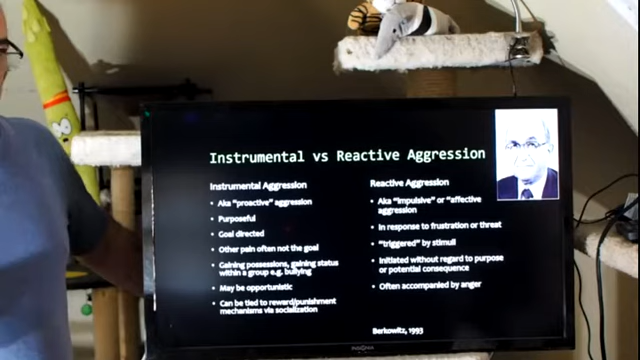 Instrumental vs Reactive Aggression
Instrumental Aggression
• Aka "proactive" aggression
• Purposeful
• Goal directed
• Other pain often not the goal
• Gaining possessions, gaining status
within a group e.g. bullying
• May be opportunistic
• Can be tied to reward/punishment
mechanisms via socialization
Reactive Aggression
• Aka "impulsive" or "affective
aggression
• In response to frustration or threat
• "triggered" by stimuli
• Initiated without regard to purpose
or potential consequence
• Often accompanied by anger
Berkowitz, 1993
INSIGNIA